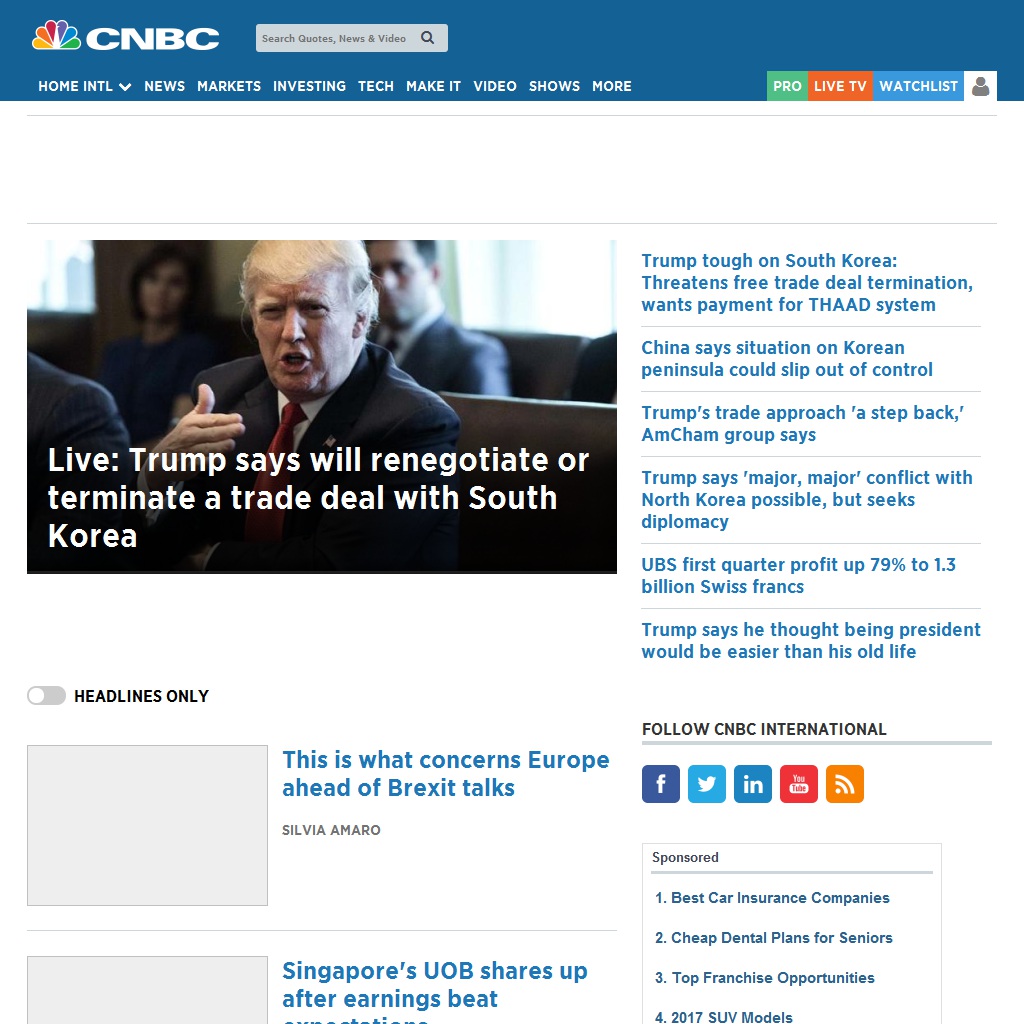 CNBC
Search Quotes, News & Video
HOME INTL NEWS MARKETS INVESTING TECH MAKE IT VIDEO SHOWS MORE
PRO LIVE TV WATCHLIST
Live: Trump says will renegotiate or
terminate a trade deal with South
Korea
Trump tough on South Korea:
Threatens free trade deal termination,
wants payment for THAAD system
China says situation on Korean
peninsula could slip out of control
Trump's trade approach 'a step back,'
AmCham group says
Trump says 'major, major' conflict with
North Korea possible, but seeks
diplomacy
UBS first quarter profit up 79% to 1.3
billion Swiss francs
Trump says he thought being president
would be easier than his old life
HEADLINES ONLY
This is what concerns Europe
ahead of Brexit talks
SILVIA AMARO
Singapore's UOB shares up
after earnings beat
expectations
FOLLOW CNBC INTERNATIONAL
f
in
You
Tube
Sponsored
1. Best Car Insurance Companies
2. Cheap Dental Plans for Seniors
3. Top Franchise Opportunities
4. 2017 SUV Models